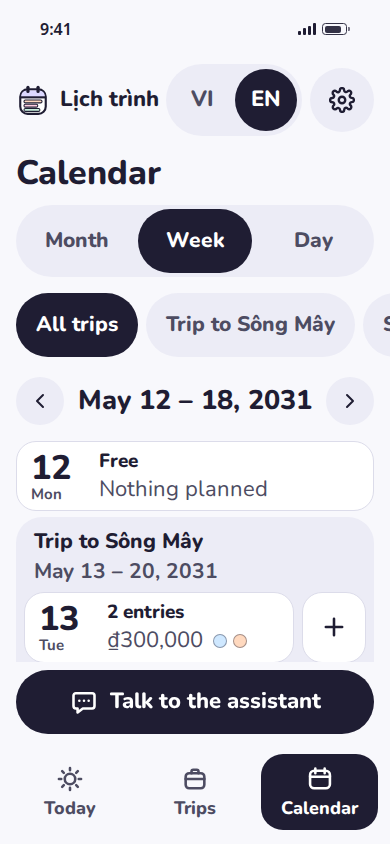 9:41
Lịch trình
VI
EN
Calendar
Month
Week
Day
All trips
Trip to Sông Mây
May 12 – 18, 2031
12
Mon
Free
Nothing planned
Trip to Sông Mây
May 13 – 20, 2031
13
Tue
2 entries
₫300,000
Talk to the assistant
Today
Trips
Calendar